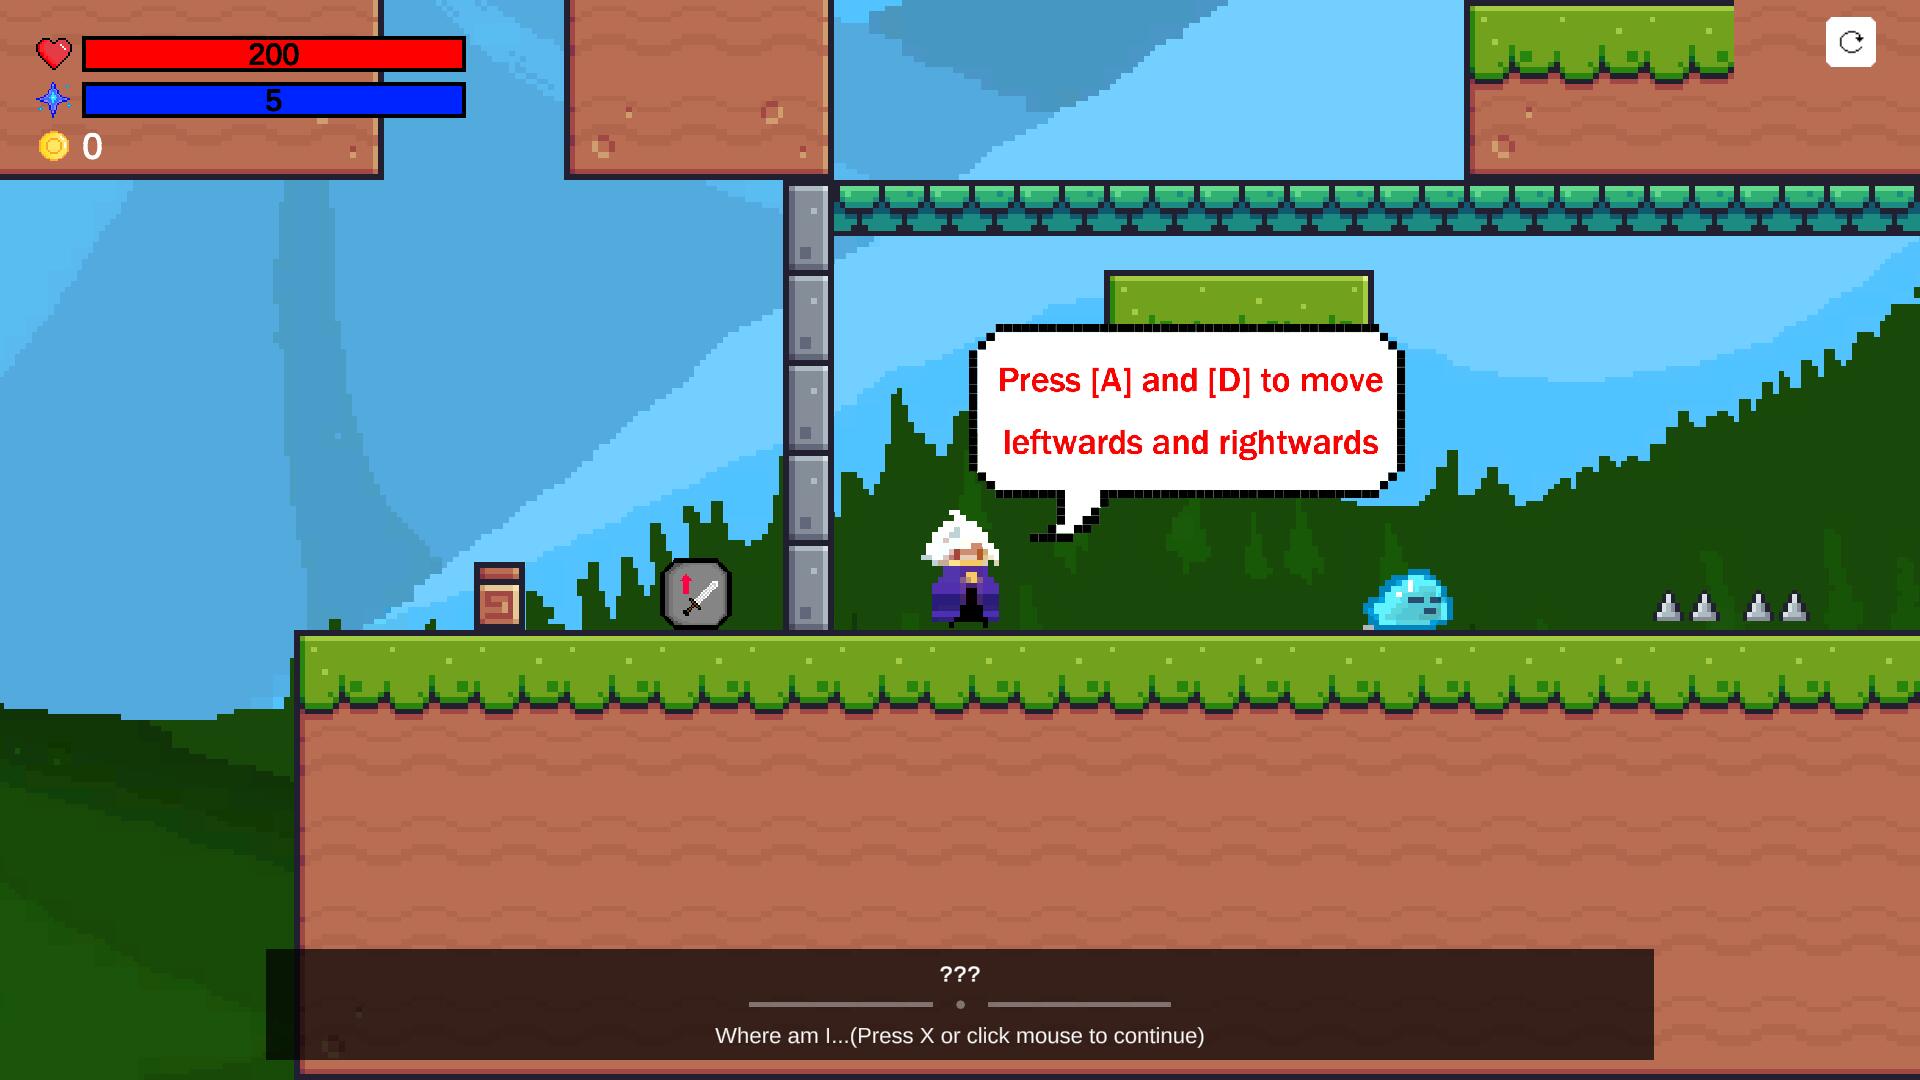 200
5
0
Press [A] and [D] to move
leftwards and rightwards
???
Where am I...(Press X or click mouse to continue)